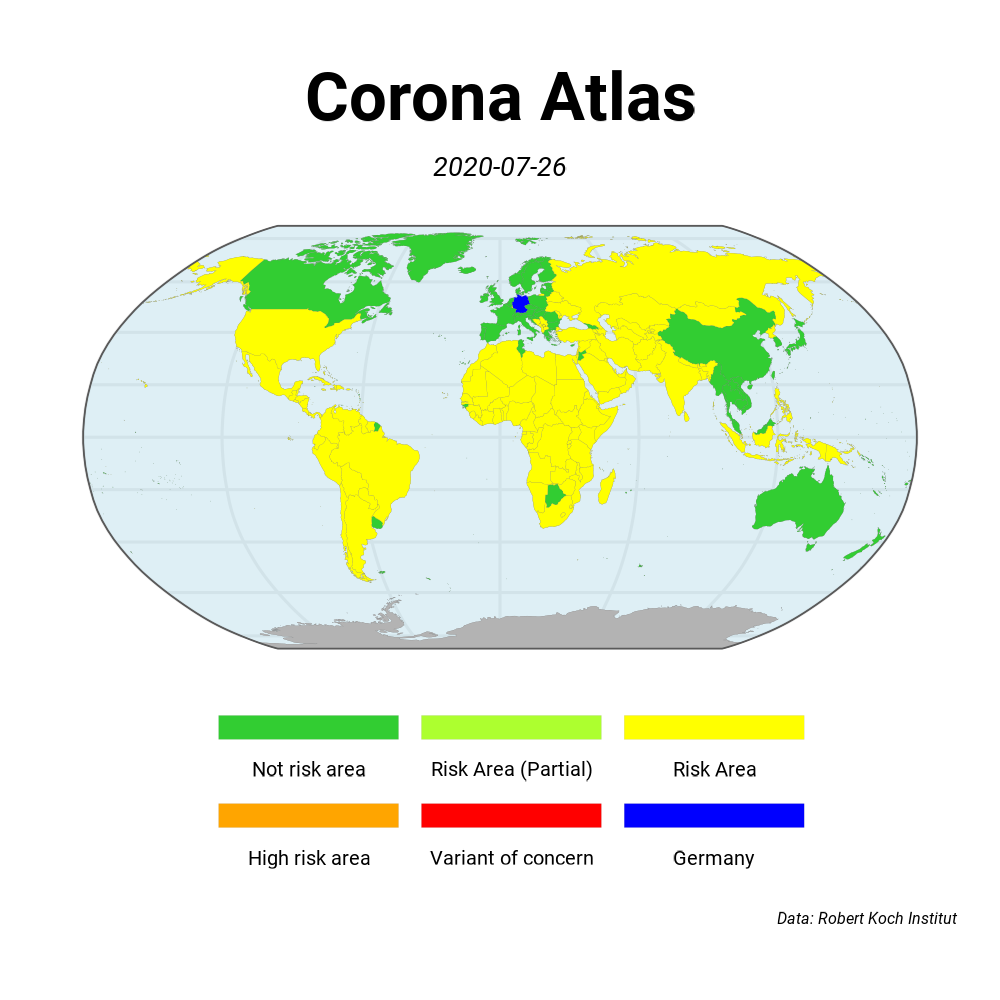 Corona Atlas
2020-07-26
Not risk area
Risk Area (Partial)
Risk Area
High risk area
Variant of concern
Germany
Data: Robert Koch Institut